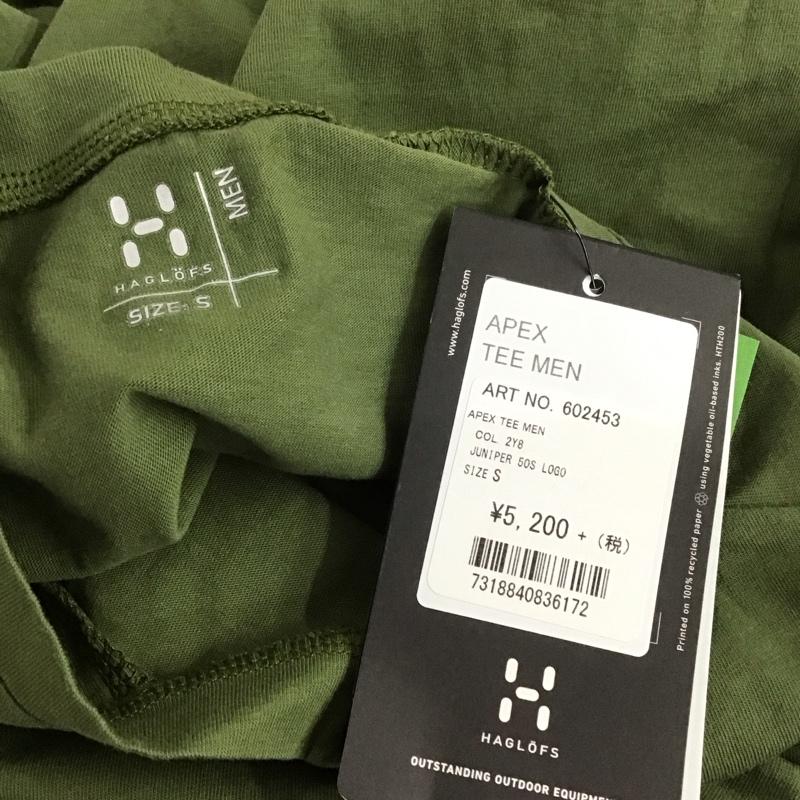 MEN
HAGLÖFS
SIZE: S
www.haglofs.com
APEX
TEE MEN
ART NO. 602453
APEX TEE MEN
COL 2Y8
JUNIPER 50S LOGO
SIZE S
¥5,200 + (税)
7318840836172
Printed on 100% recycled paper using vegetable oil-based inks. HTH200
HAGLÖFS
OUTSTANDING OUTDOOR EQUIPMEN